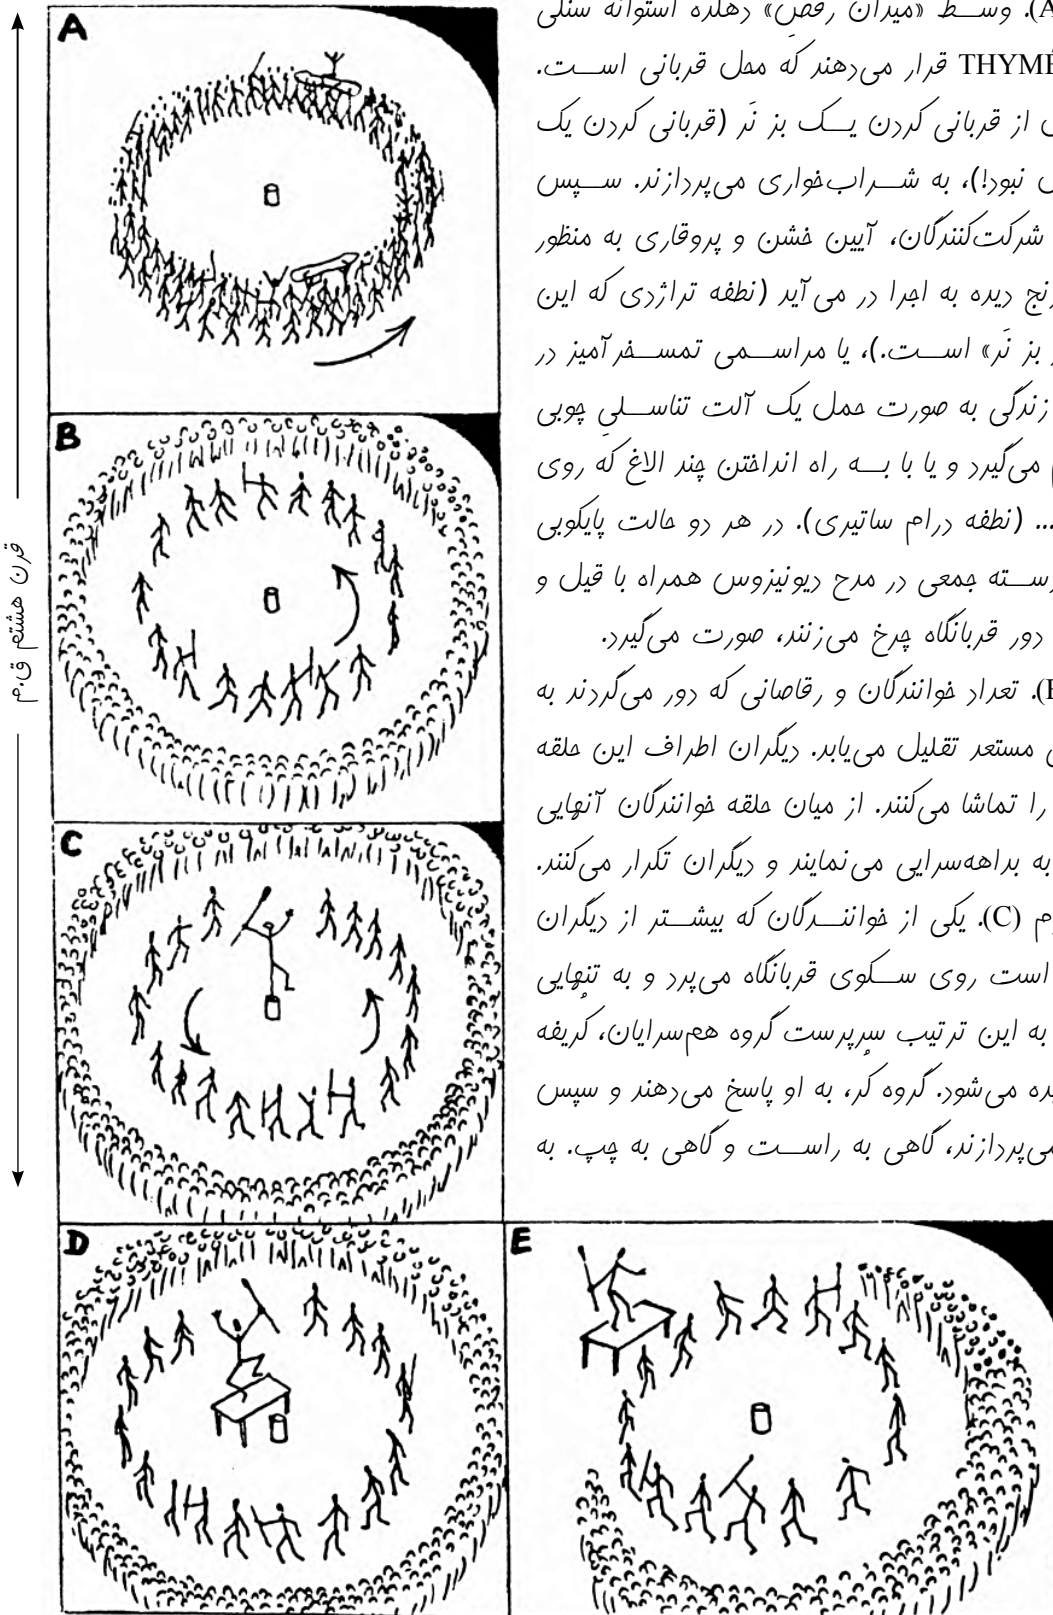 A). وسط «میدان رقص» دهلره استوانه سنگی
THYMÉ قرار می‌دهند که محل قربانی است.
از قربانی کردن یک بز نَر (قربانی کردن یک
نبود!)، به شراب‌خواری می‌پردازند. سپس
شرکت‌کنندگان، آیین خشن و پروقاری به منظور
رنج دیده به اجرا در می‌آید (نطفه تراژدی که این
بز نَر» است.)، یا مراسمی تمسخرآمیز در
زندگی به صورت حمل یک آلت تناسلیِ چوبی
می‌گیرد و یا با به راه انداختن چند الاغ که روی
... (نطفه درام ساتیری). در هر دو حالت پایکوبی
دسته جمعی در مدح دیونیزوس همراه با قیل و
دور قربانگاه چرخ می‌زنند، صورت می‌گیرد.
). تعداد خوانندگان و رقاصانی که دور می‌گردند به
مستعد تقلیل می‌یابد. دیگران اطراف این حلقه
را تماشا می‌کنند. از میان حلقه خوانندگان آنهایی
به بداهه‌سرایی می‌نمایند و دیگران تکرار می‌کنند.
(C). یکی از خوانندگان که بیشتر از دیگران
است روی سکوی قربانگاه می‌پرد و به تنهایی
به این ترتیب سرپرست گروه هم‌سرایان، کریفه
می‌شود. گروه کر، به او پاسخ می‌دهند و سپس
می‌پردازند، گاهی به راست و گاهی به چپ. به
قرن هشتم ق.م
A
B
C
D
E